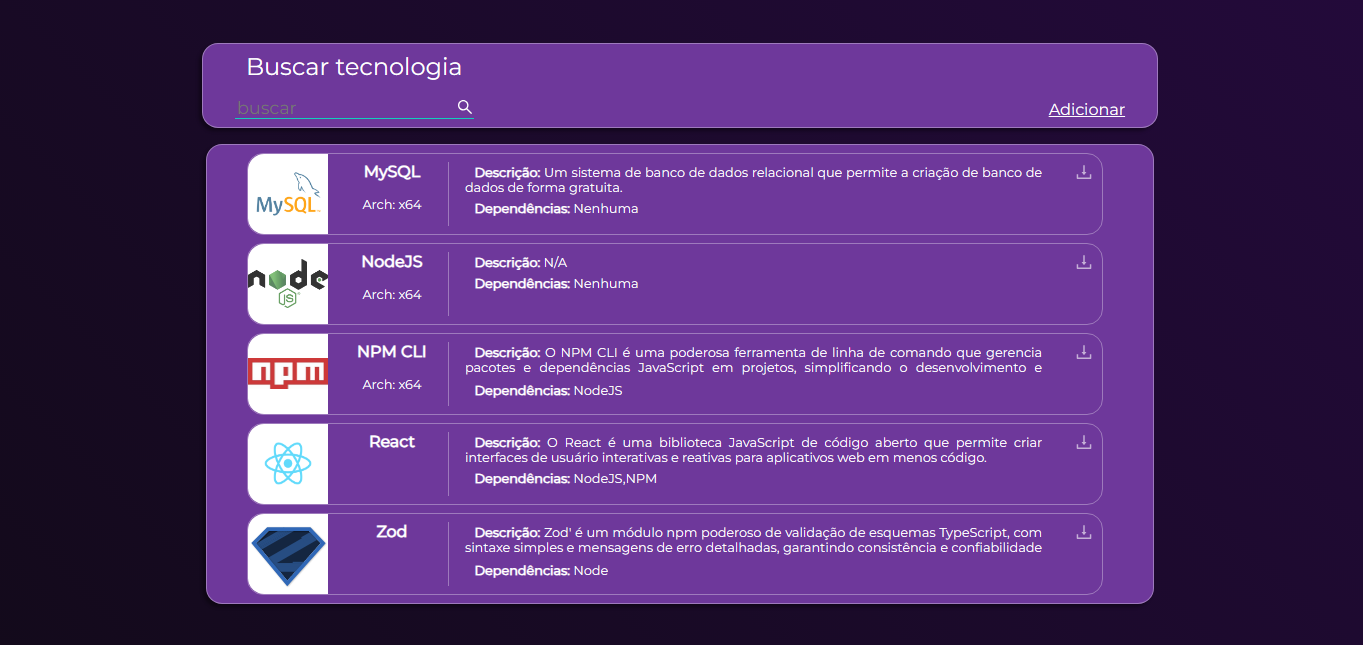 Buscar tecnologia
buscar
Adicionar
MySQL
MySQL
Arch: x64
Descrição: Um sistema de banco de dados relacional que permite a criação de banco de
dados de forma gratuita.
Dependências: Nenhuma
node
JS
NodeJS
Arch: x64
Descrição: N/A
Dependências: Nenhuma
npm
NPM CLI
Arch: x64
Descrição: O NPM CLI é uma poderosa ferramenta de linha de comando que gerencia
pacotes e dependências JavaScript em projetos, simplificando o desenvolvimento e
Dependências: NodeJS
React
Descrição: O React é uma biblioteca JavaScript de código aberto que permite criar
interfaces de usuário interativas e reativas para aplicativos web em menos código.
Dependências: NodeJS,NPM
Zod
Descrição: Zod' é um módulo npm poderoso de validação de esquemas TypeScript, com
sintaxe simples e mensagens de erro detalhadas, garantindo consistência e confiabilidade
Dependências: Node